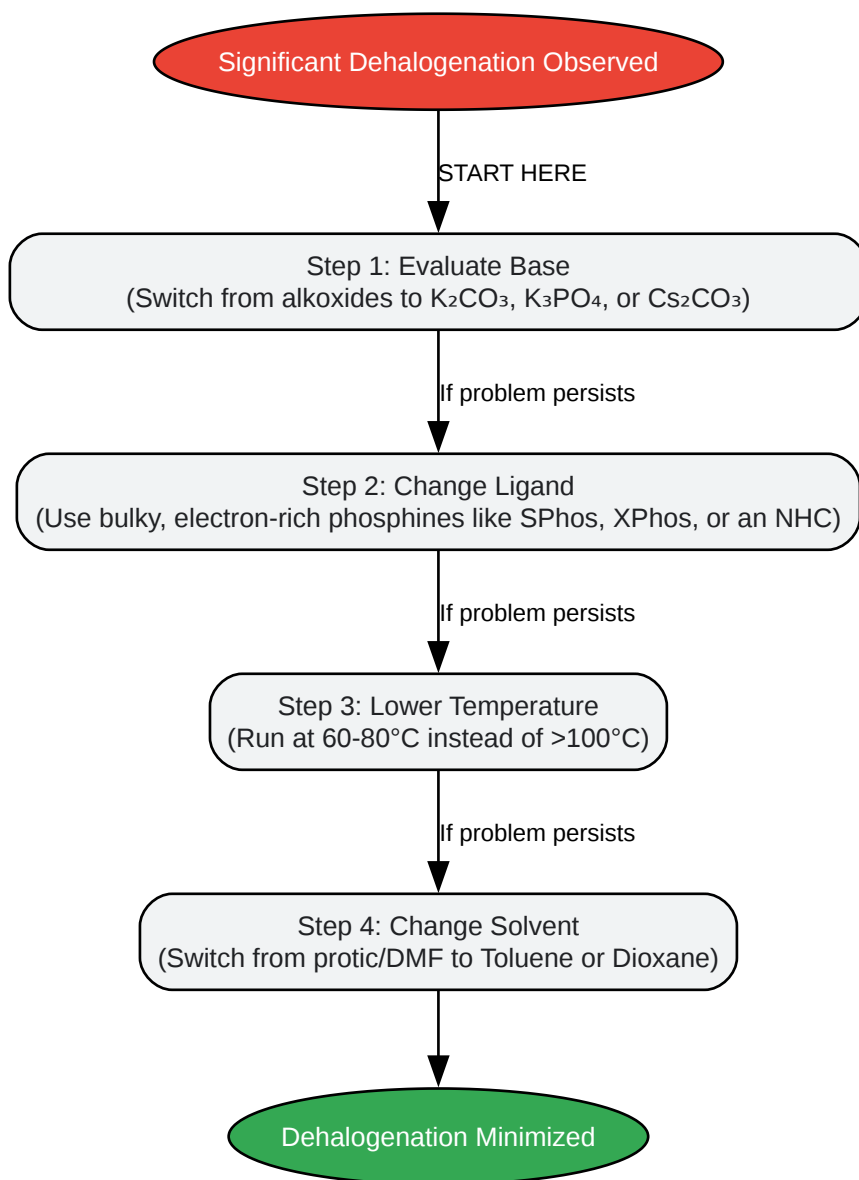 Significant Dehalogenation Observed
START HERE
Step 1: Evaluate Base
(Switch from alkoxides to K₂CO₃, K₃PO₄, or Cs₂CO₃)
If problem persists
Step 2: Change Ligand
(Use bulky, electron-rich phosphines like SPhos, XPhos, or an NHC)
If problem persists
Step 3: Lower Temperature
(Run at 60-80°C instead of >100°C)
If problem persists
Step 4: Change Solvent
(Switch from protic/DMF to Toluene or Dioxane)
Dehalogenation Minimized